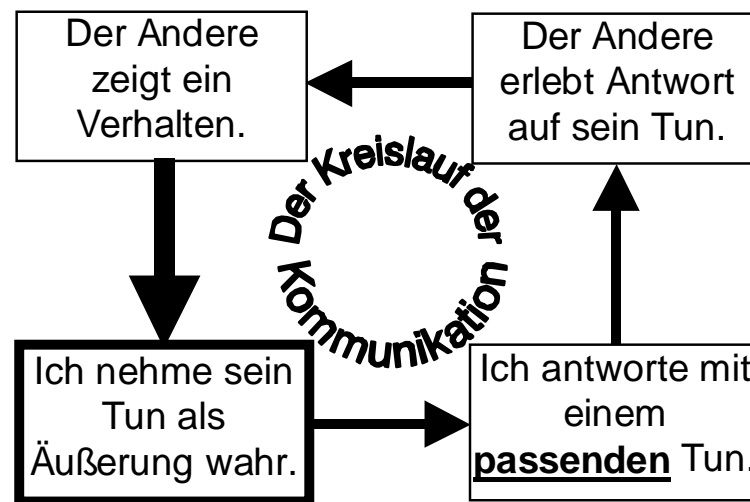 Der Andere
zeigt ein
Verhalten.
Der Andere
erlebt Antwort
auf sein Tun.
Der Kreislauf der
Kommunikation
Ich nehme sein
Tun als
Äußerung wahr.
Ich antworte mit
einem
passenden Tun.